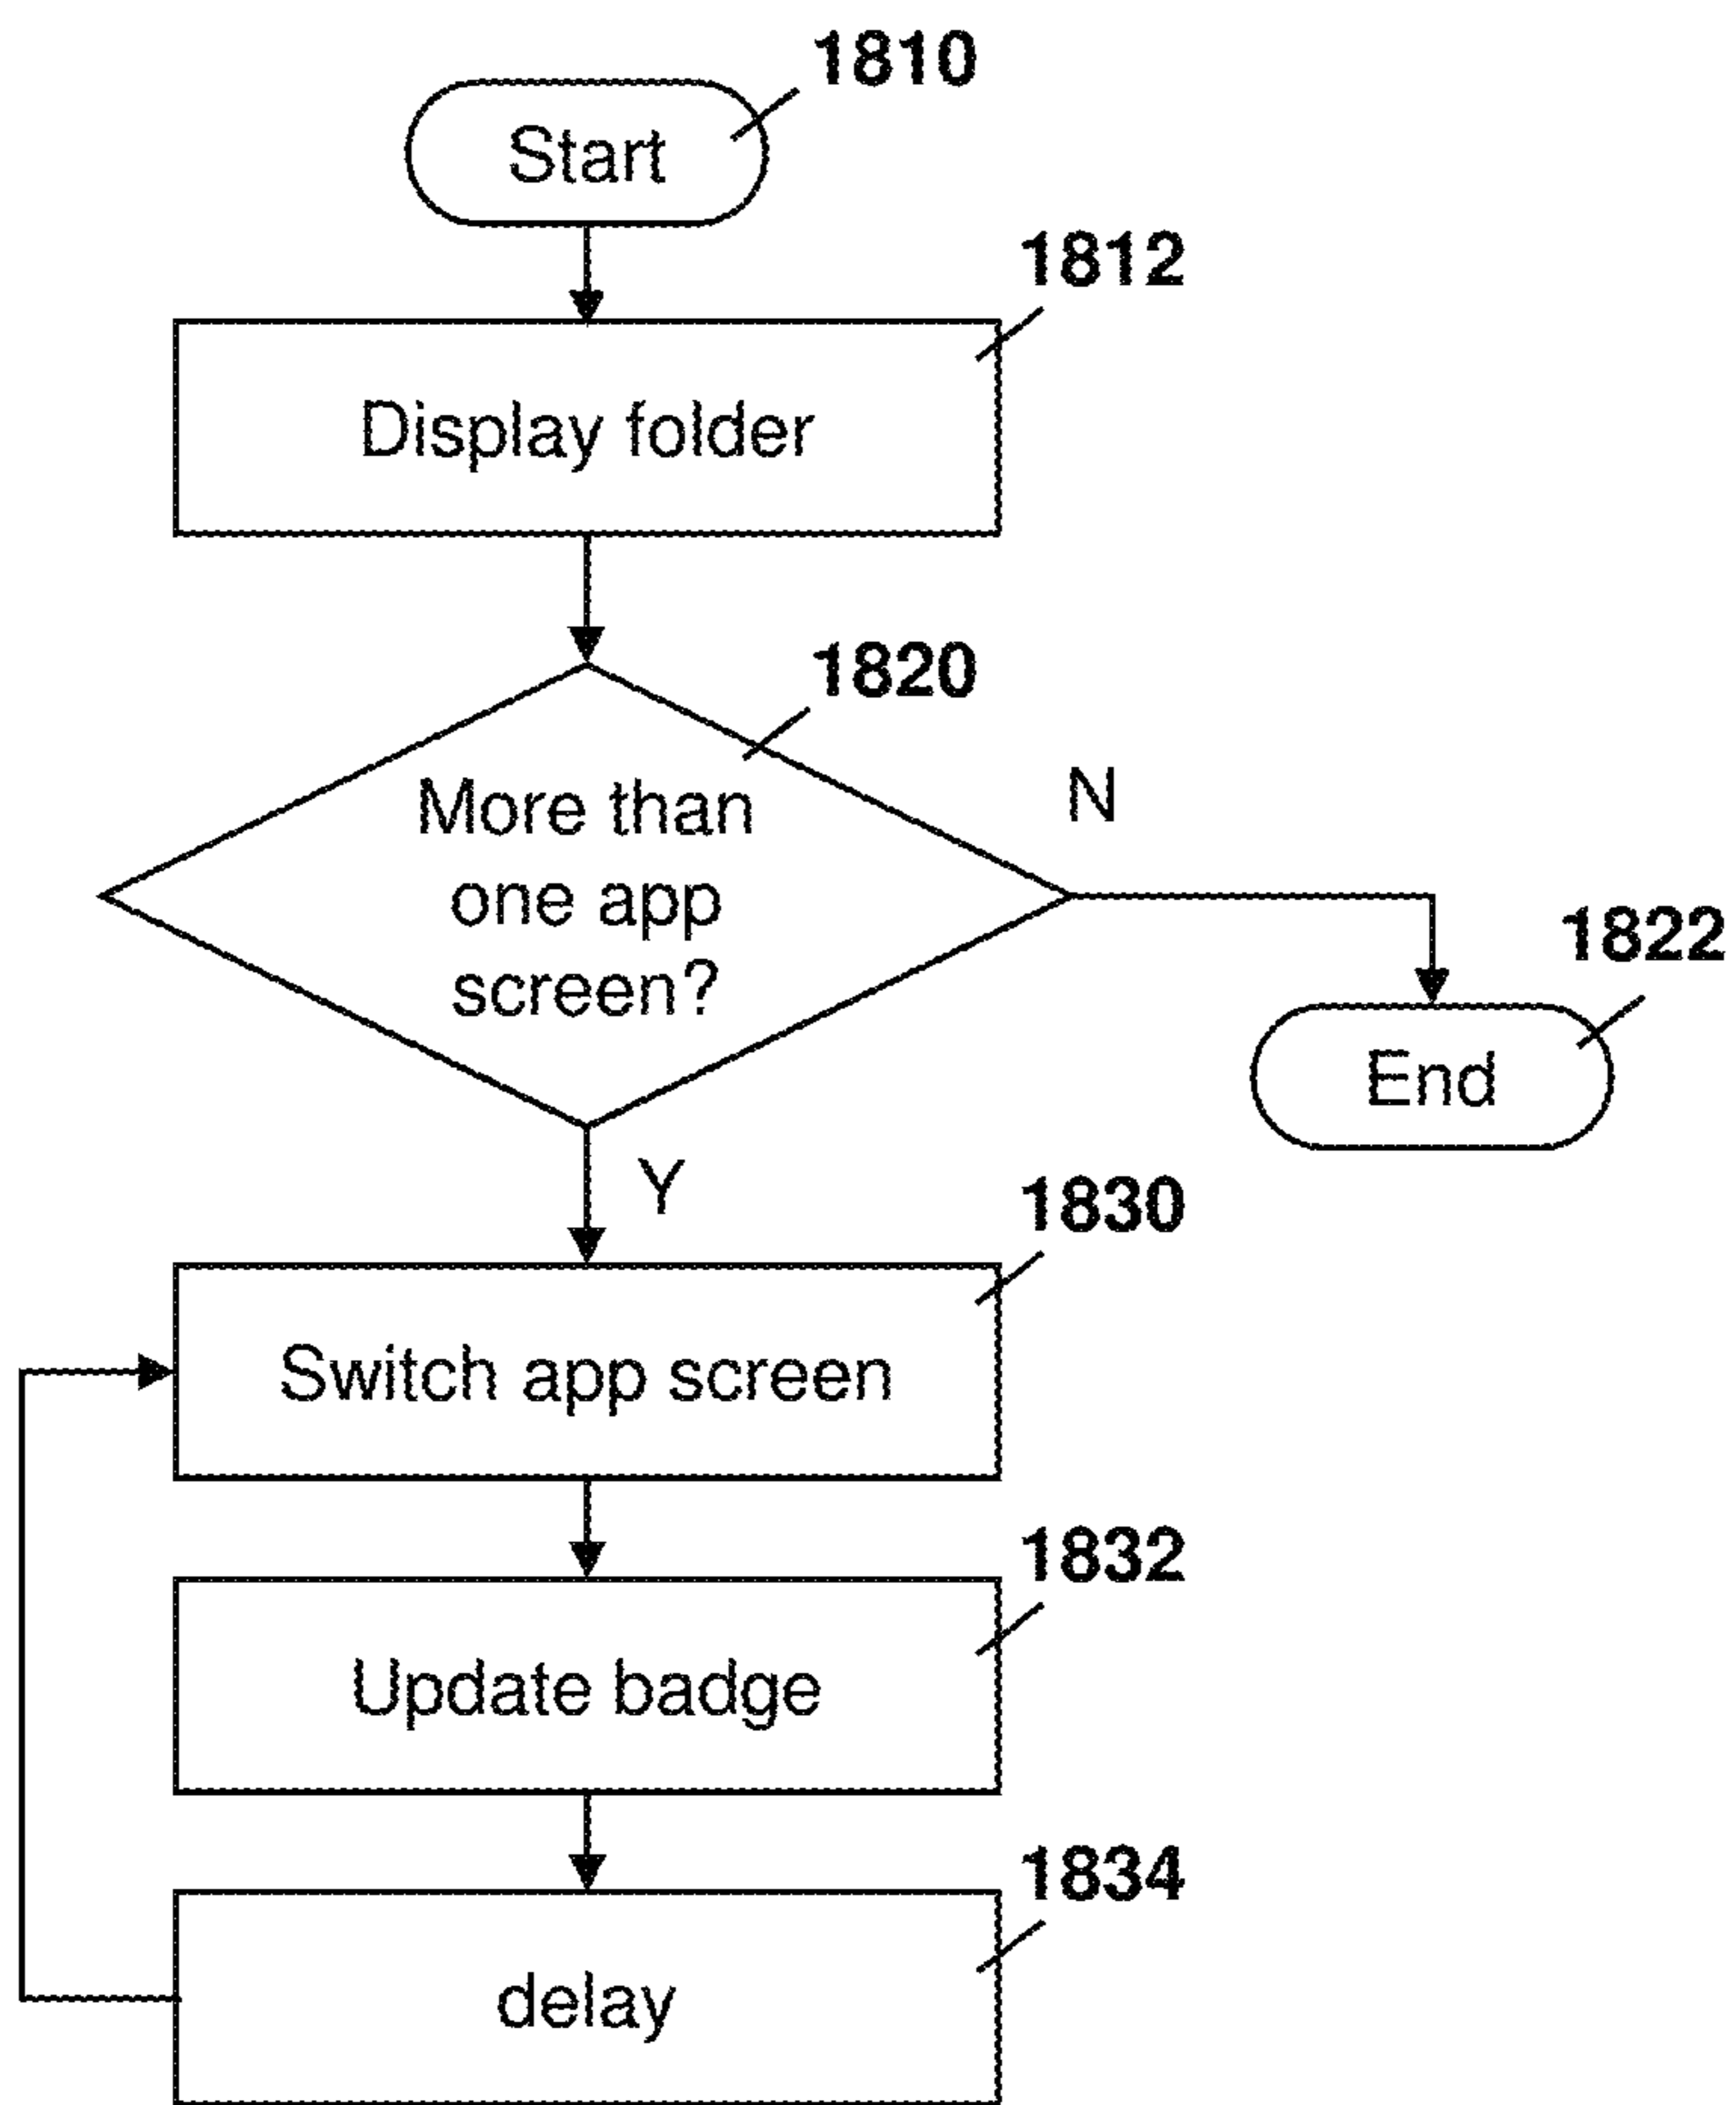 1810
Start
1812
Display folder
1820
More than
one app
screen?
N
1822
End
Y
1830
Switch app screen
1832
Update badge
1834
delay